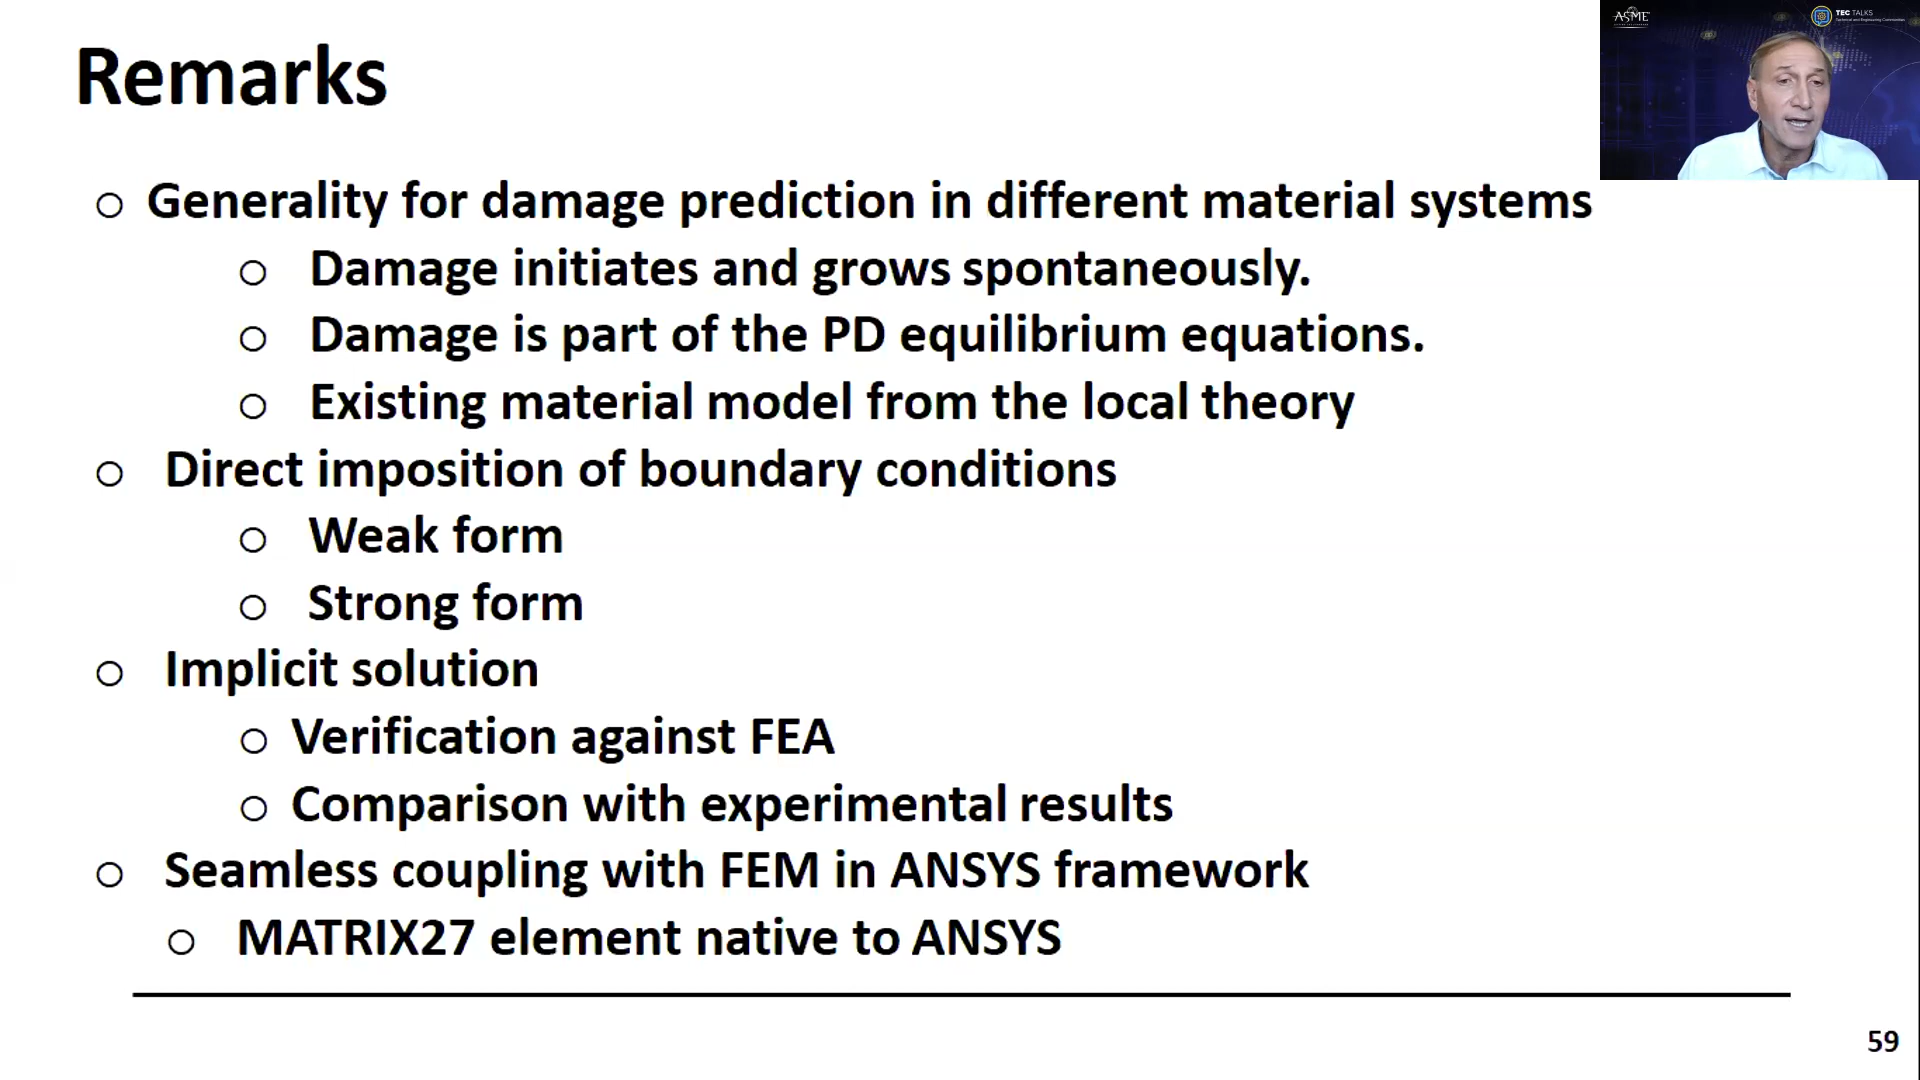 Remarks
ASME
TEC TALKS
Generality for damage prediction in different material systems
Damage initiates and grows spontaneously.
Damage is part of the PD equilibrium equations.
Existing material model from the local theory
Direct imposition of boundary conditions
Weak form
Strong form
Implicit solution
Verification against FEA
Comparison with experimental results
Seamless coupling with FEM in ANSYS framework
MATRIX27 element native to ANSYS
59